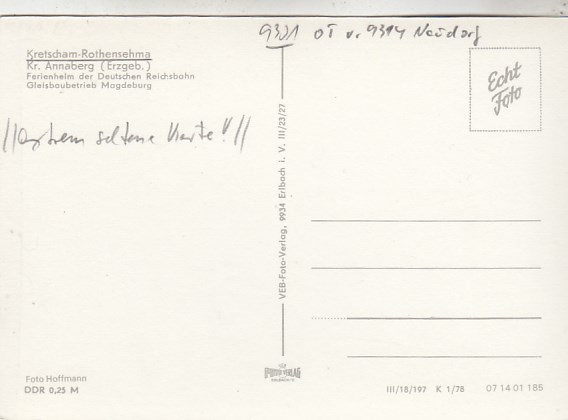 9301 OT v. 9314 Neudorf
Kretscham-Rothensehma
Kr. Annaberg (Erzgeb.)
Ferienheim der Deutschen Reichsbahn
Gleisbaubetrieb Magdeburg
Echt
Foto
//extrem seltene Karte!//
VEB-Foto-Verlag, 9934 Erlbach i. V. III/23/27
Foto Hoffmann
DDR 0,25 M
III/18/197 K 1/78 07 14 01 185